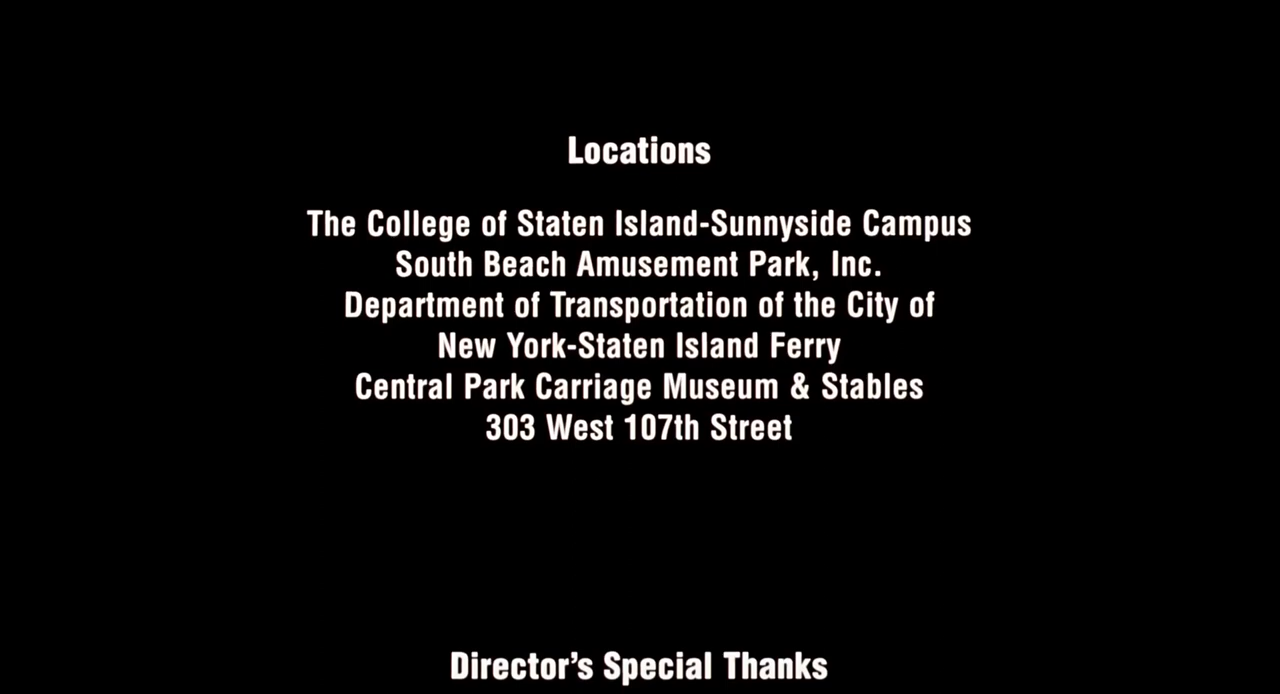 Locations
The College of Staten Island-Sunnyside Campus
South Beach Amusement Park, Inc.
Department of Transportation of the City of
New York-Staten Island Ferry
Central Park Carriage Museum & Stables
303 West 107th Street
Director's Special Thanks